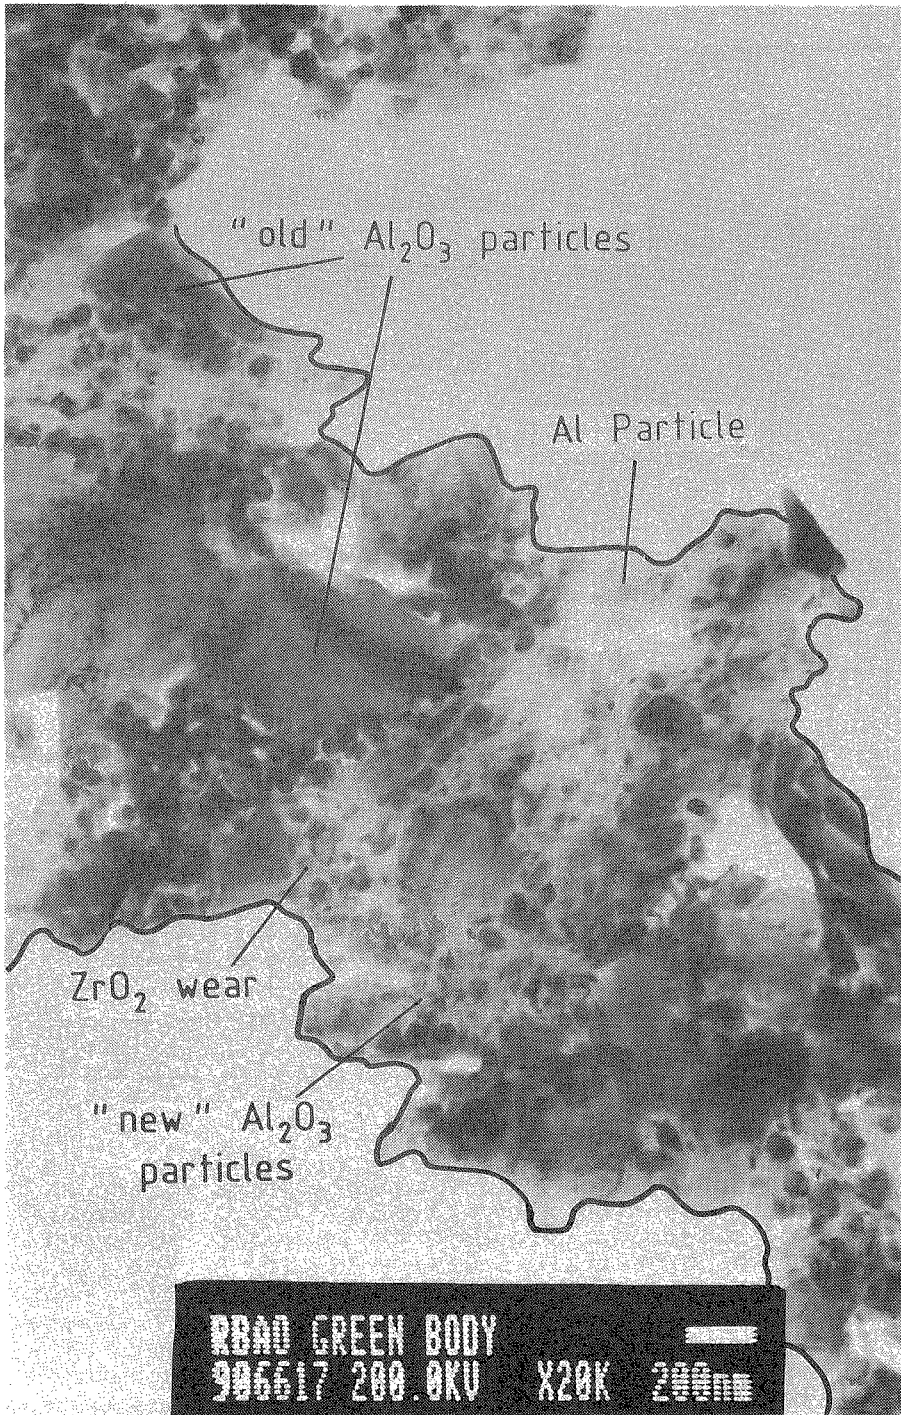 "old" Al₂O₃ particles
Al Particle
ZrO₂ wear
"new" Al₂O₃
particles
RBAO GREEN BODY
906617 200.0KV X20K 200nm